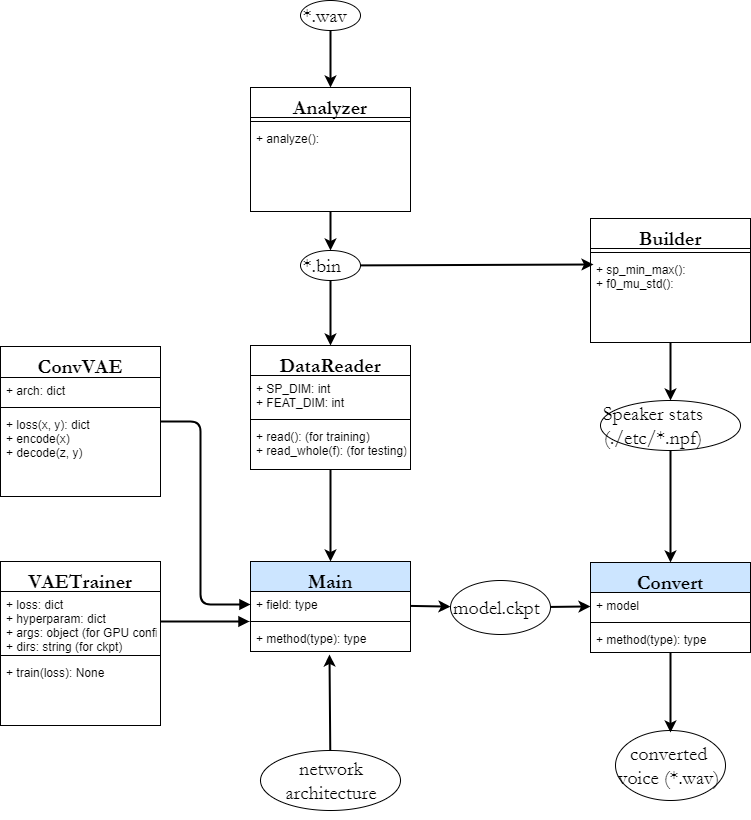 *.wav
Analyzer
+ analyze():
*.bin
Builder
+ sp_min_max():
+ f0_mu_std():
ConvVAE
+ arch: dict
+ loss(x, y): dict
+ encode(x)
+ decode(z, y)
DataReader
+ SP_DIM: int
+ FEAT_DIM: int
+ read(): (for training)
+ read_whole(f): (for testing)
Speaker stats
(./etc/*.npf)
VAETrainer
+ loss: dict
+ hyperparam: dict
+ args: object (for GPU confi
+ dirs: string (for ckpt)
+ train(loss): None
Main
+ field: type
+ method(type): type
model.ckpt
Convert
+ model
+ method(type): type
network
architecture
converted
voice (*.wav)